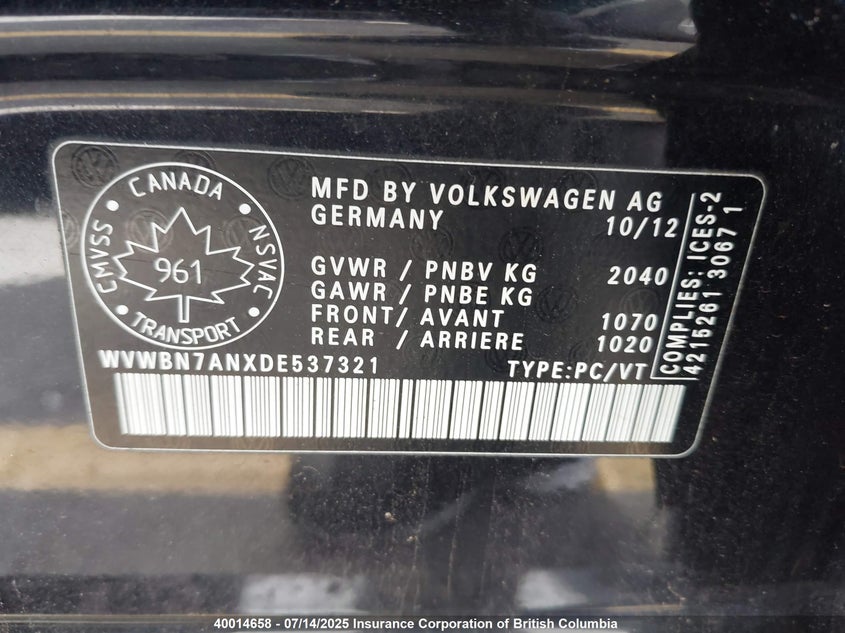 CANADA
CMVSS
NSVAC
961
TRANSPORT
MFD BY VOLKSWAGEN AG
GERMANY 10/12
GVWR / PNBV KG 2040
GAWR / PNBE KG
FRONT/ AVANT 1070
REAR / ARRIERE 1020
WVWBN7ANXDE537321 TYPE:PC/VT
COMPLIES: ICES-2
4215261 3067 1
40014658 - 07/14/2025 Insurance Corporation of British Columbia